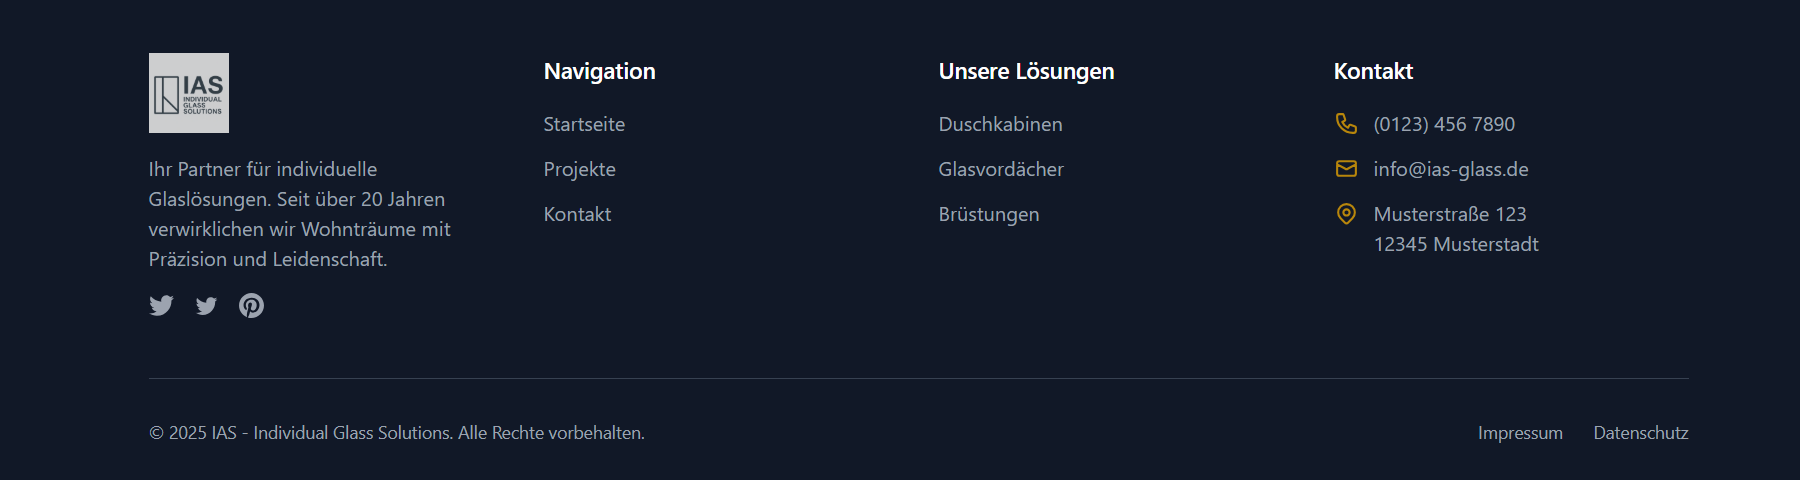 IAS
INDIVIDUAL
GLASS
SOLUTIONS
Ihr Partner für individuelle
Glaslösungen. Seit über 20 Jahren
verwirklichen wir Wohnträume mit
Präzision und Leidenschaft.
Navigation
Startseite
Projekte
Kontakt
Unsere Lösungen
Duschkabinen
Glasvordächer
Brüstungen
Kontakt
(0123) 456 7890
info@ias-glass.de
Musterstraße 123
12345 Musterstadt
© 2025 IAS - Individual Glass Solutions. Alle Rechte vorbehalten.
Impressum
Datenschutz